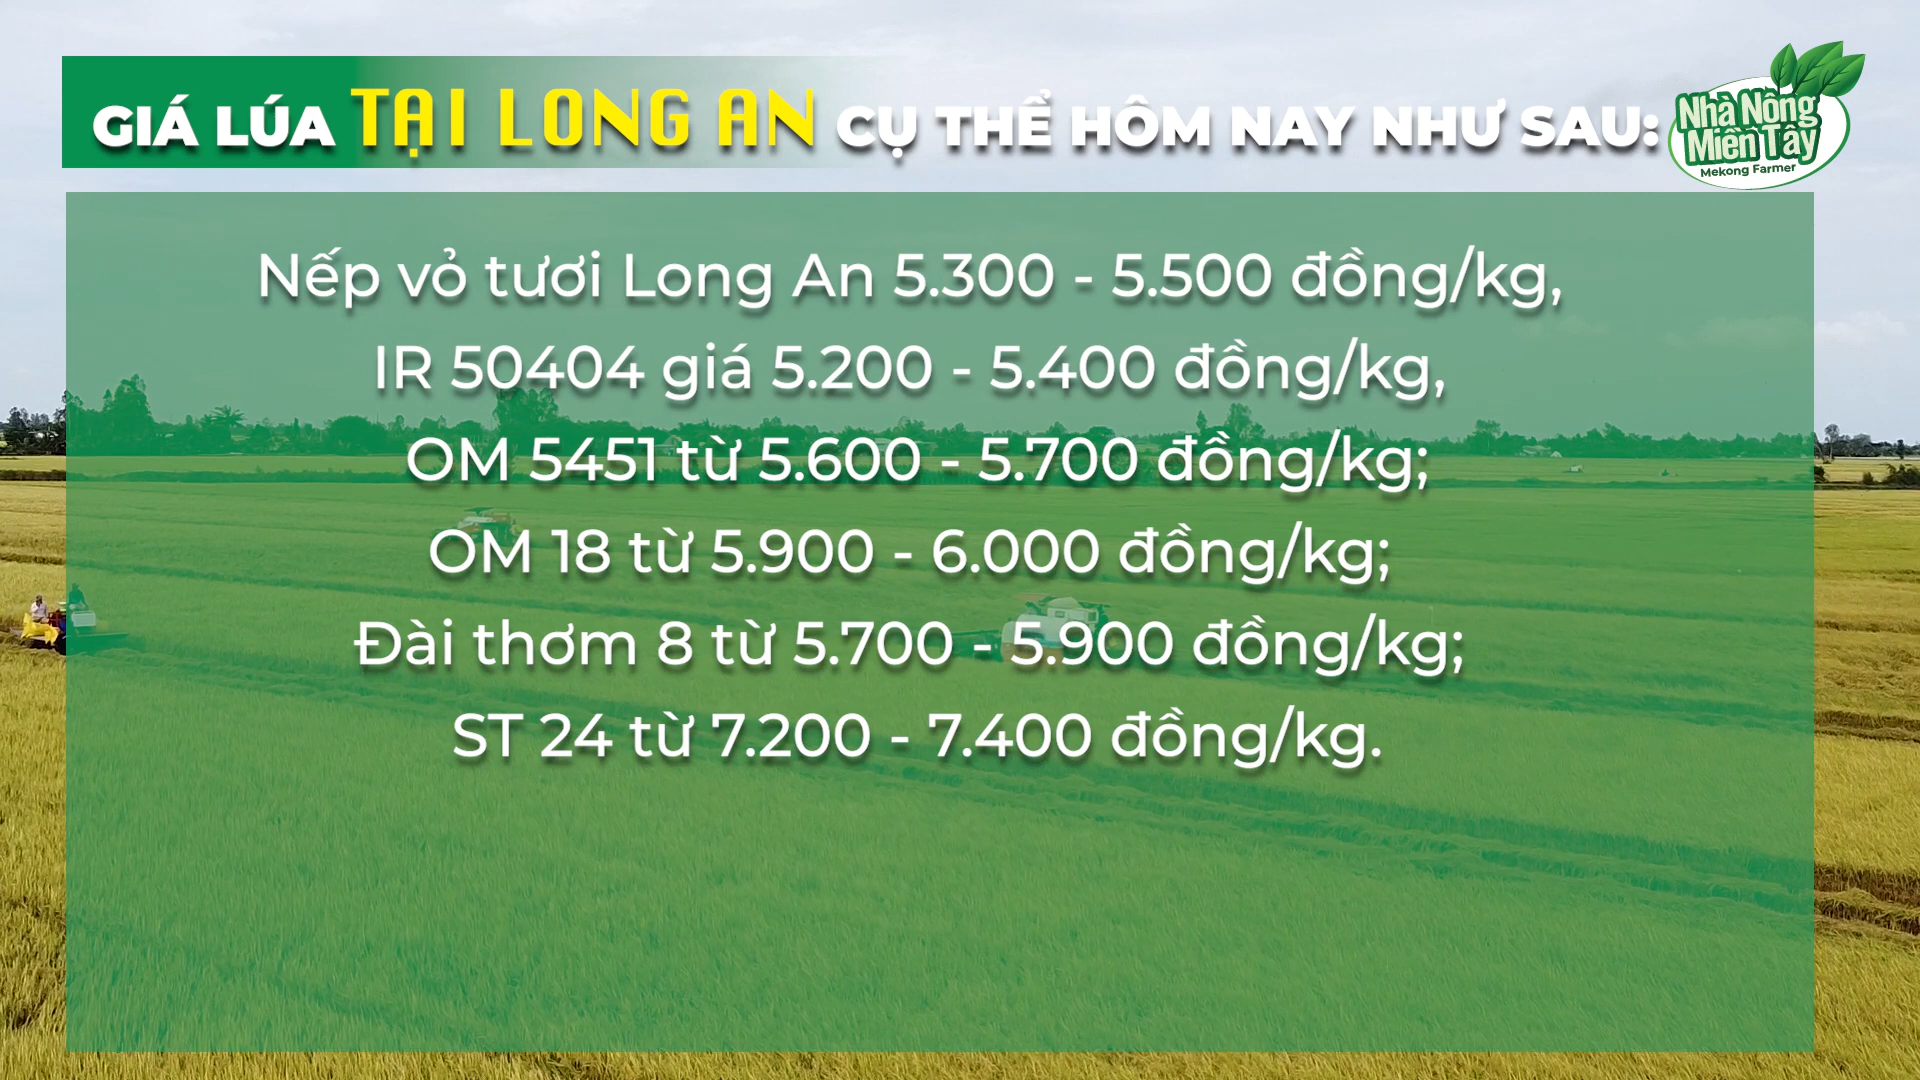 GIÁ LÚA TẠI LONG AN CỤ THỂ HÔM NAY NHƯ SAU:
Nhà Nông
Miền Tây
Mekong Farmer
Nếp vỏ tươi Long An 5.300 - 5.500 đồng/kg,
IR 50404 giá 5.200 - 5.400 đồng/kg,
OM 5451 từ 5.600 - 5.700 đồng/kg;
OM 18 từ 5.900 - 6.000 đồng/kg;
Đài thơm 8 từ 5.700 - 5.900 đồng/kg;
ST 24 từ 7.200 - 7.400 đồng/kg.